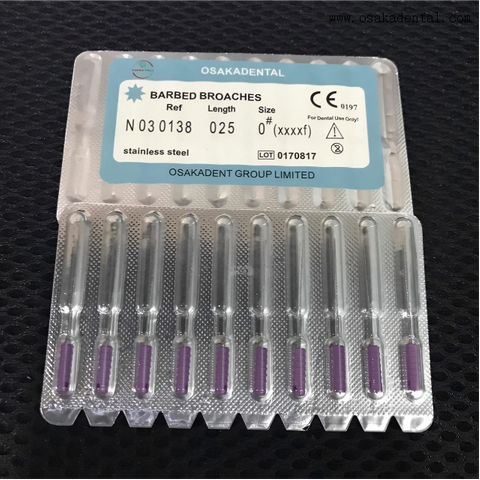 www.osakadental.com
OSAKADENTAL
BARBED BROACHES
Ref Length Size
N030138 025 0#(xxxxf)
CE 0197
For Dental Use Only!
stainless steel
LOT 0170817
OSAKADENT GROUP LIMITED